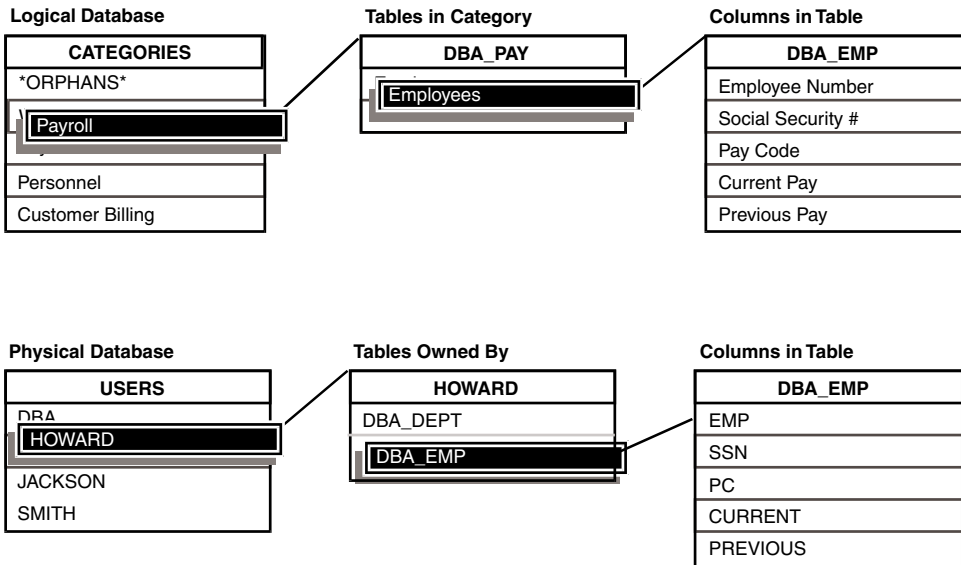 Logical Database
CATEGORIES
*ORPHANS*
Payroll
Personnel
Customer Billing
Tables in Category
DBA_PAY
Employees
Columns in Table
DBA_EMP
Employee Number
Social Security #
Pay Code
Current Pay
Previous Pay
Physical Database
USERS
DBA
HOWARD
JACKSON
SMITH
Tables Owned By
HOWARD
DBA_DEPT
DBA_EMP
Columns in Table
DBA_EMP
EMP
SSN
PC
CURRENT
PREVIOUS